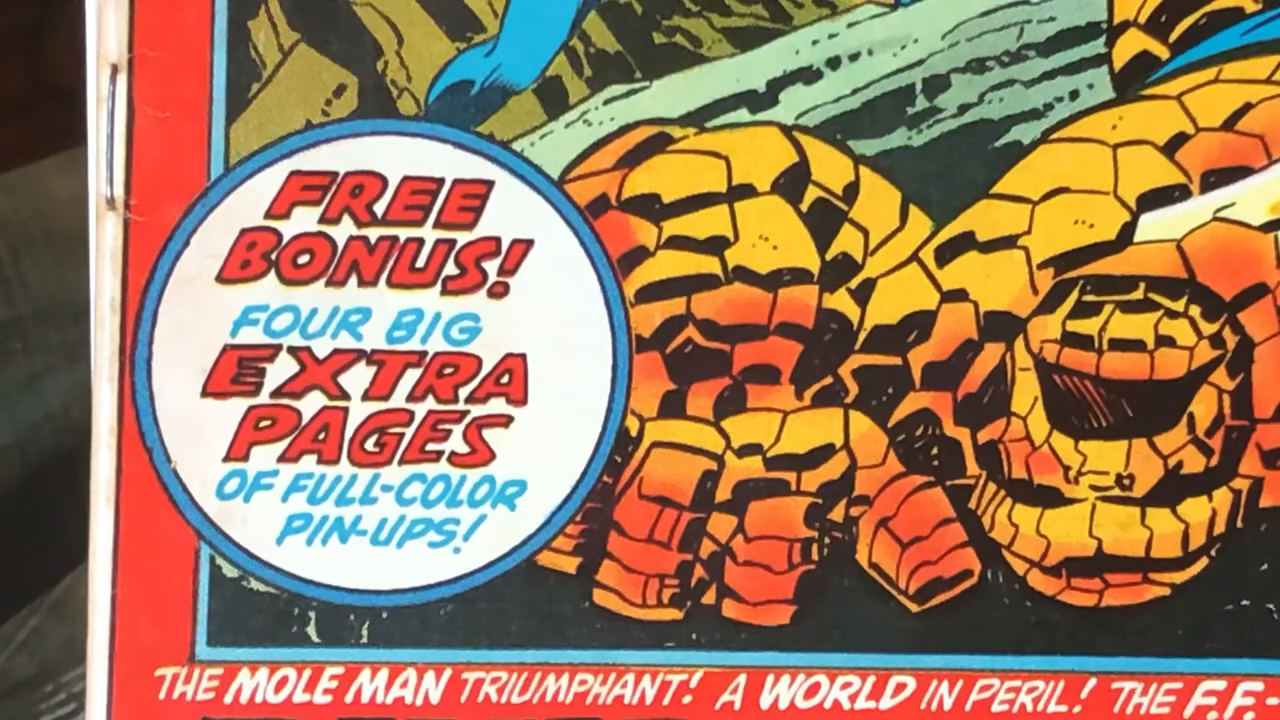 FREE
BONUS!
FOUR BIG
EXTRA
PAGES
OF FULL-COLOR
PIN-UPS!
THE MOLE MAN TRIUMPHANT! A WORLD IN PERIL! THE F.F.-